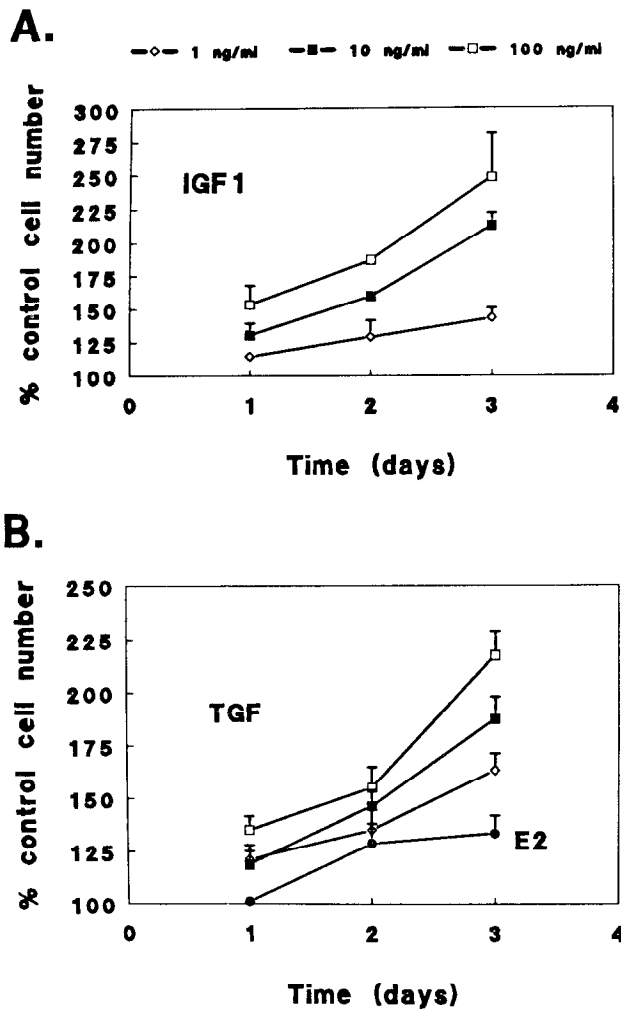 A.
1 ng/ml 10 ng/ml 100 ng/ml
% control cell number
300
275
250
225
200
175
150
125
100
IGF1
0 1 2 3 4
Time (days)
B.
% control cell number
250
225
200
175
150
125
100
TGF
E2
0 1 2 3 4
Time (days)